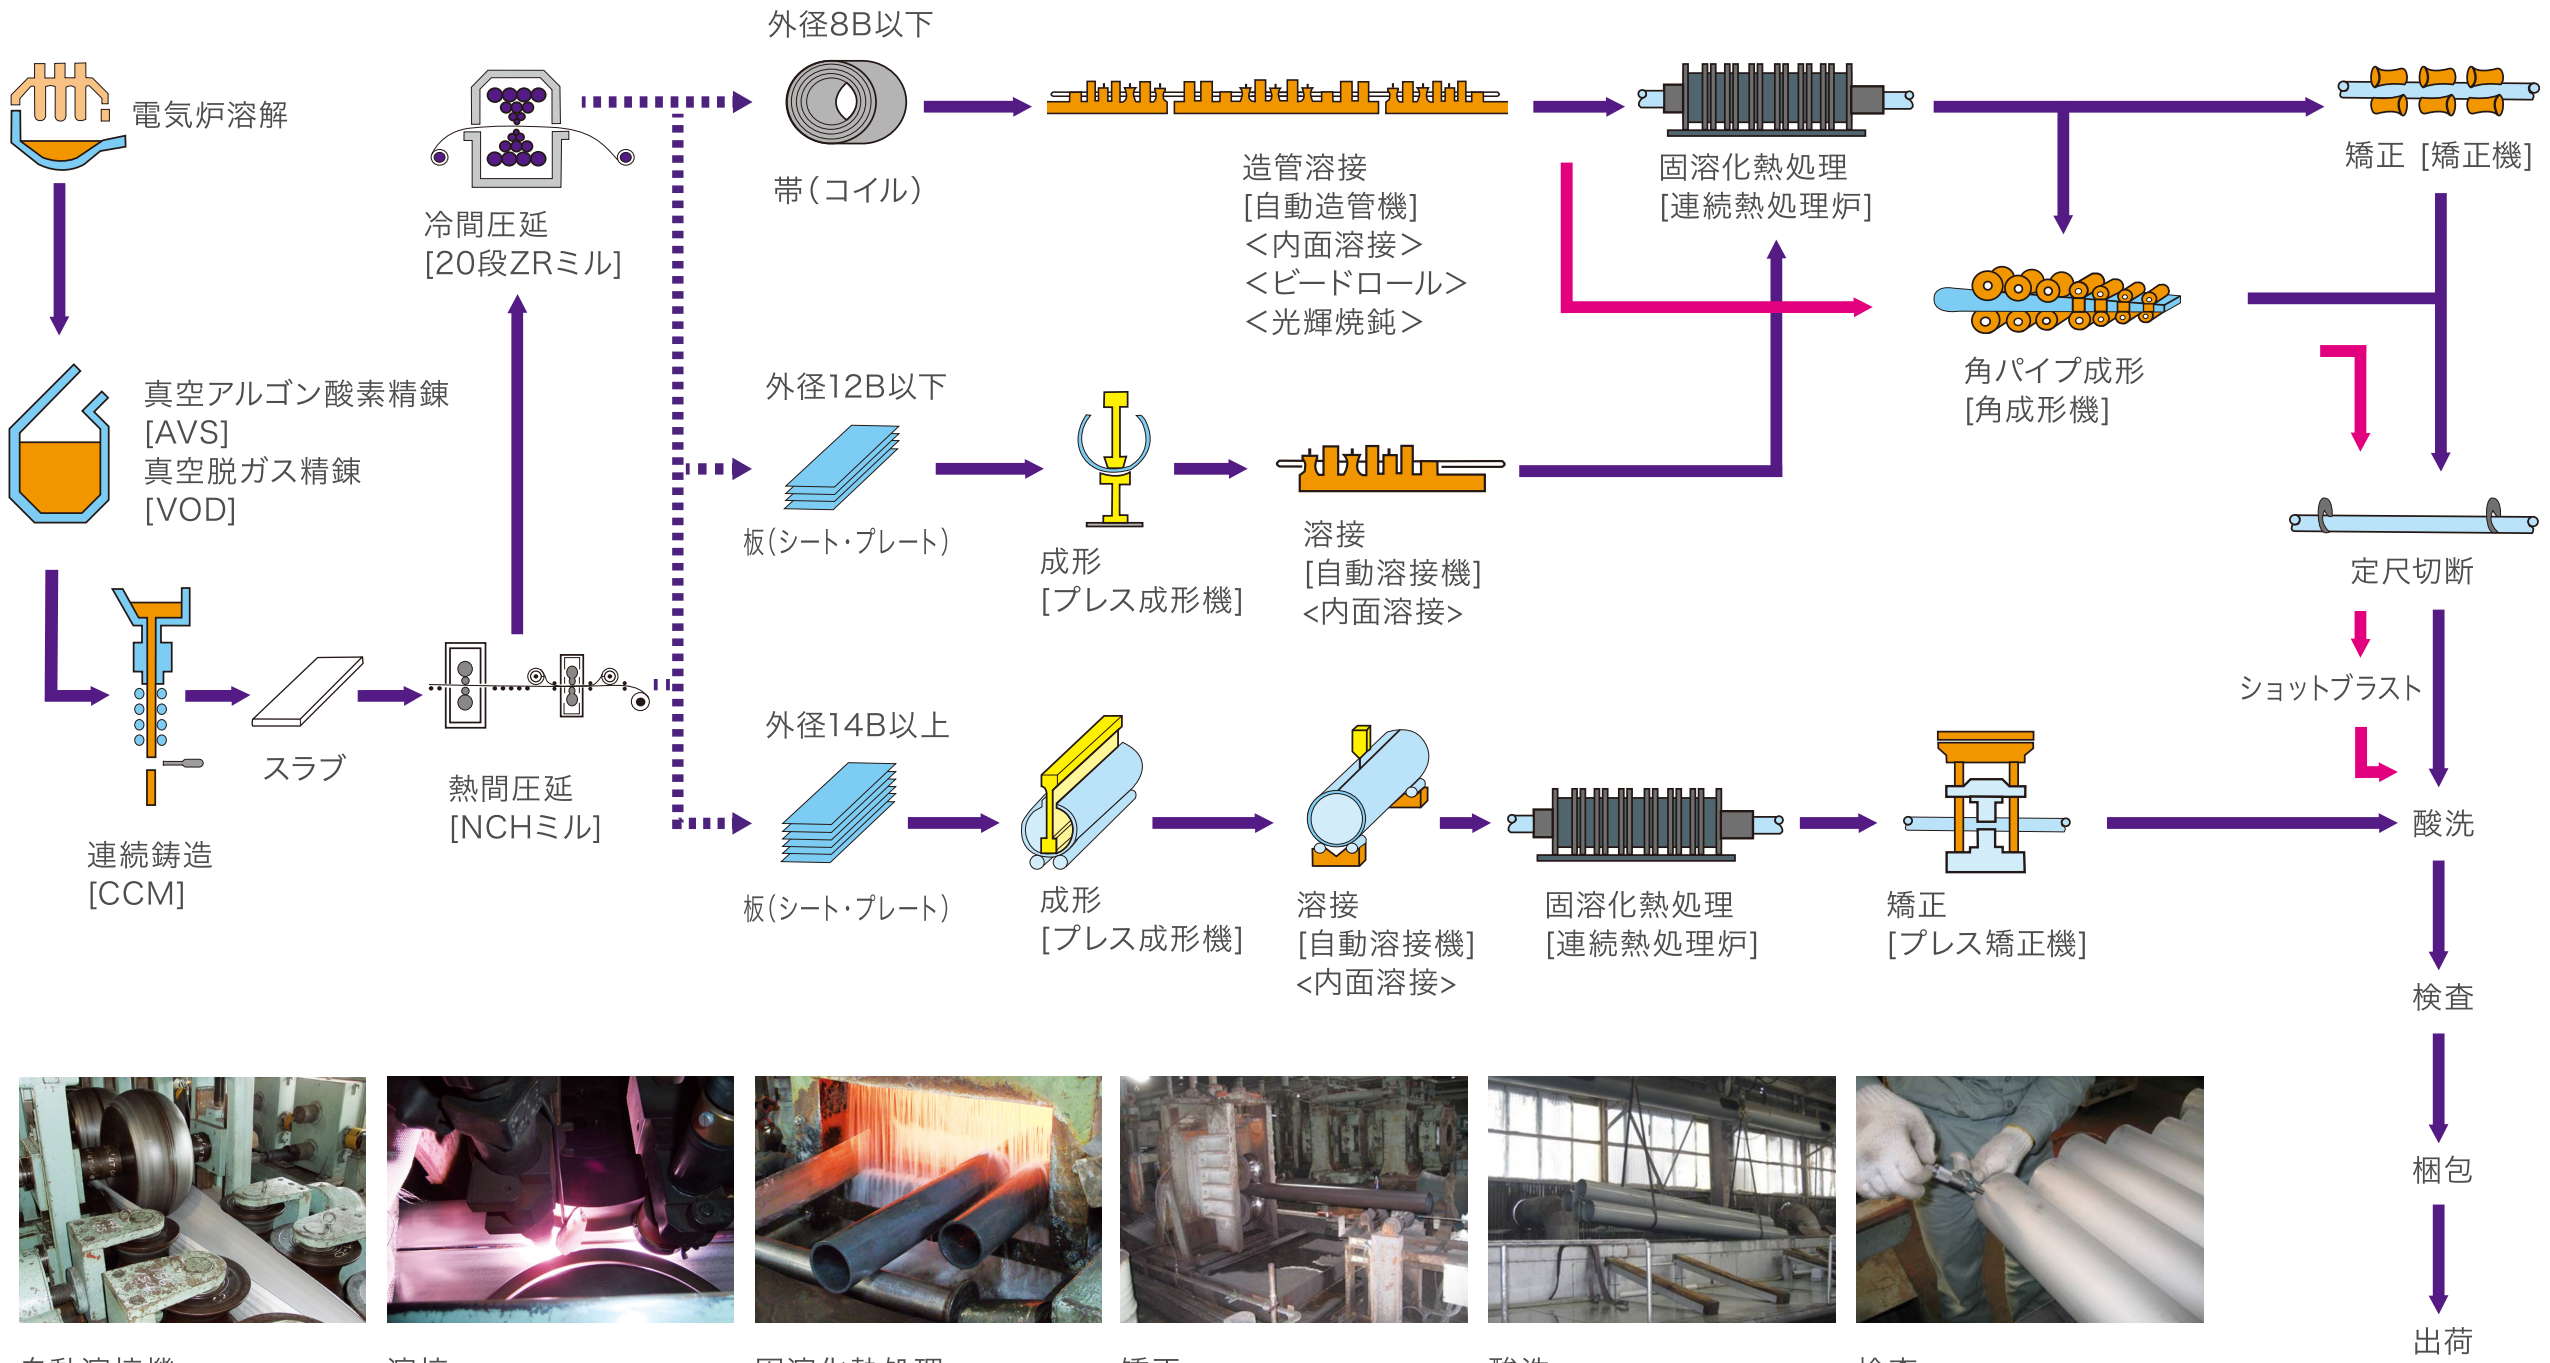 外径8B以下
電気炉溶解
帯（コイル）
冷間圧延
[20段ZRミル]
造管溶接
[自動造管機]
＜内面溶接＞
＜ビードロール＞
＜光輝焼鈍＞
固溶化熱処理
[連続熱処理炉]
矯正 [矯正機]
角パイプ成形
[角成形機]
真空アルゴン酸素精錬
[AVS]
真空脱ガス精錬
[VOD]
外径12B以下
板（シート・プレート）
成形
[プレス成形機]
溶接
[自動溶接機]
<内面溶接>
定尺切断
ショットブラスト
連続鋳造
[CCM]
スラブ
熱間圧延
[NCHミル]
外径14B以上
板（シート・プレート）
成形
[プレス成形機]
溶接
[自動溶接機]
<内面溶接>
固溶化熱処理
[連続熱処理炉]
矯正
[プレス矯正機]
酸洗
検査
梱包
出荷